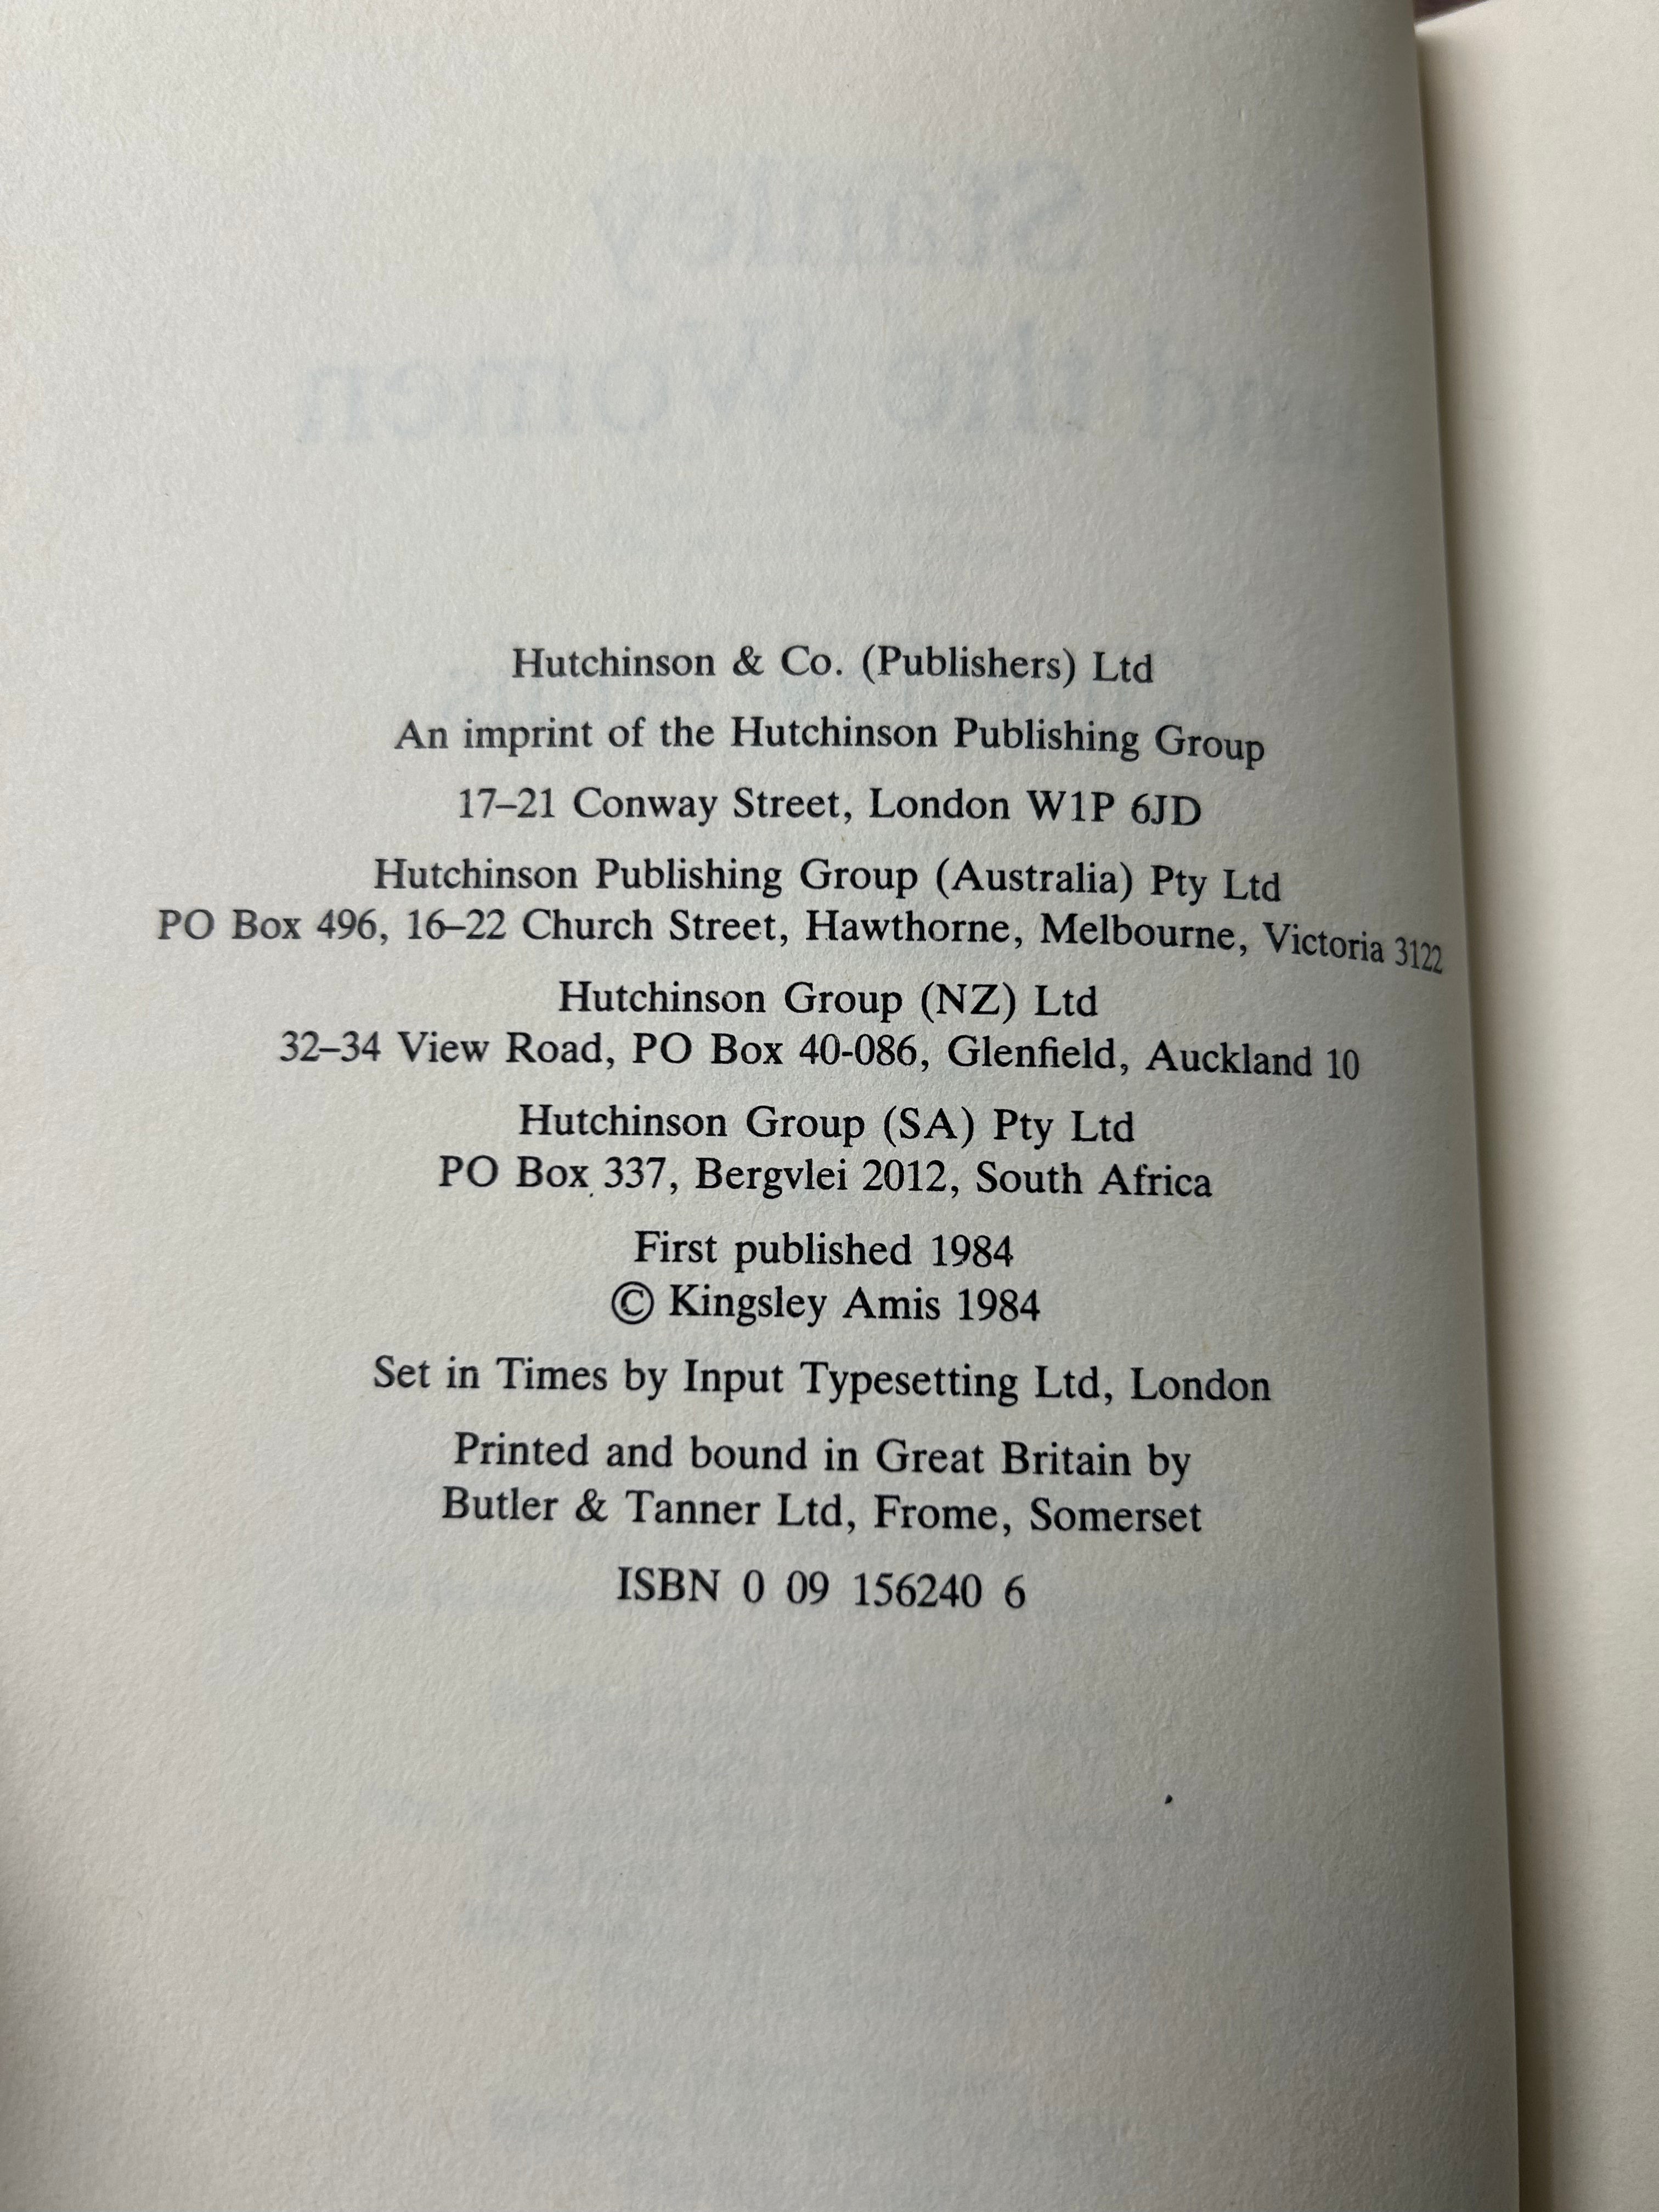 Stanley
and the Women
Hutchinson & Co. (Publishers) Ltd
An imprint of the Hutchinson Publishing Group
17–21 Conway Street, London W1P 6JD
Hutchinson Publishing Group (Australia) Pty Ltd
PO Box 496, 16–22 Church Street, Hawthorne, Melbourne, Victoria 3122
Hutchinson Group (NZ) Ltd
32–34 View Road, PO Box 40-086, Glenfield, Auckland 10
Hutchinson Group (SA) Pty Ltd
PO Box 337, Bergvlei 2012, South Africa
First published 1984
© Kingsley Amis 1984
Set in Times by Input Typesetting Ltd, London
Printed and bound in Great Britain by
Butler & Tanner Ltd, Frome, Somerset
ISBN 0 09 156240 6